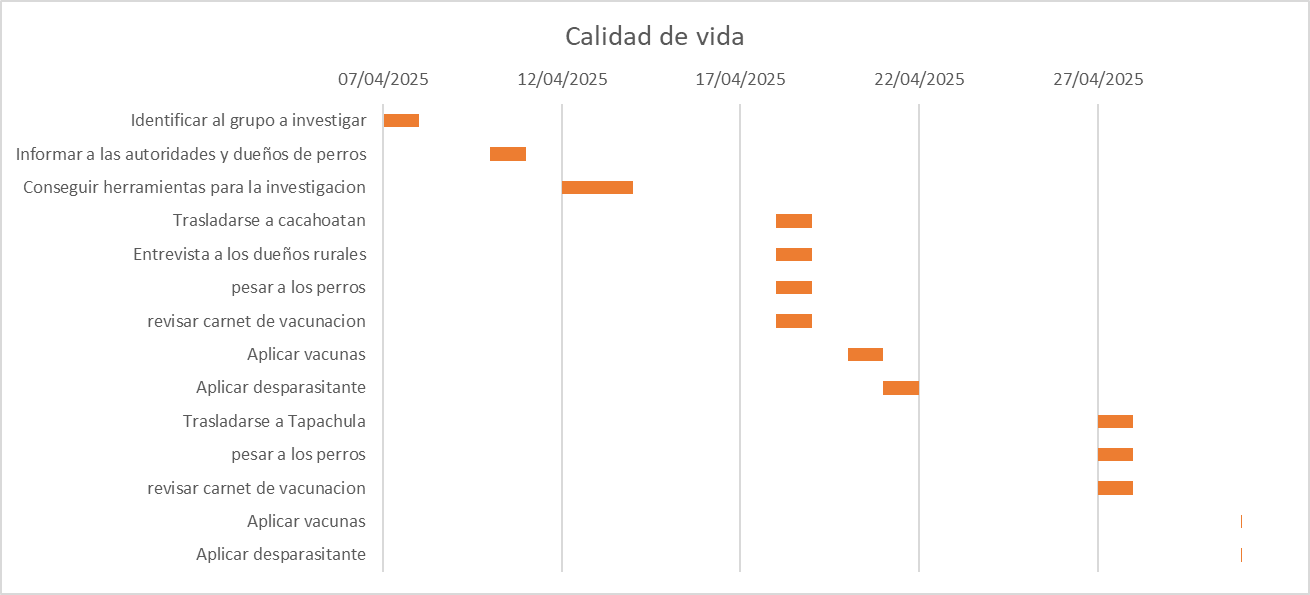 Calidad de vida
07/04/2025 12/04/2025 17/04/2025 22/04/2025 27/04/2025
Identificar al grupo a investigar
Informar a las autoridades y dueños de perros
Conseguir herramientas para la investigacion
Trasladarse a cacahoatan
Entrevista a los dueños rurales
pesar a los perros
revisar carnet de vacunacion
Aplicar vacunas
Aplicar desparasitante
Trasladarse a Tapachula
pesar a los perros
revisar carnet de vacunacion
Aplicar vacunas
Aplicar desparasitante